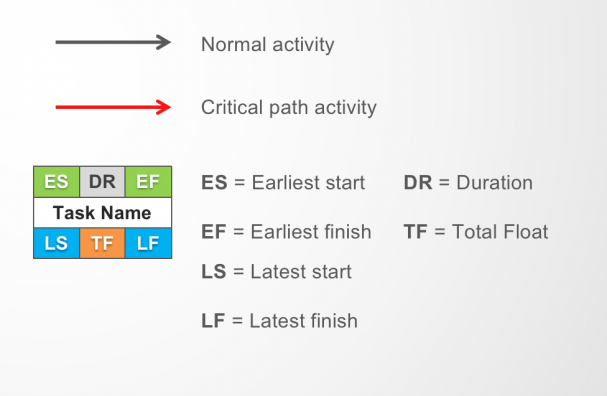 Normal activity
Critical path activity
ES DR EF
Task Name
LS TF LF
ES = Earliest start
DR = Duration
EF = Earliest finish
TF = Total Float
LS = Latest start
LF = Latest finish